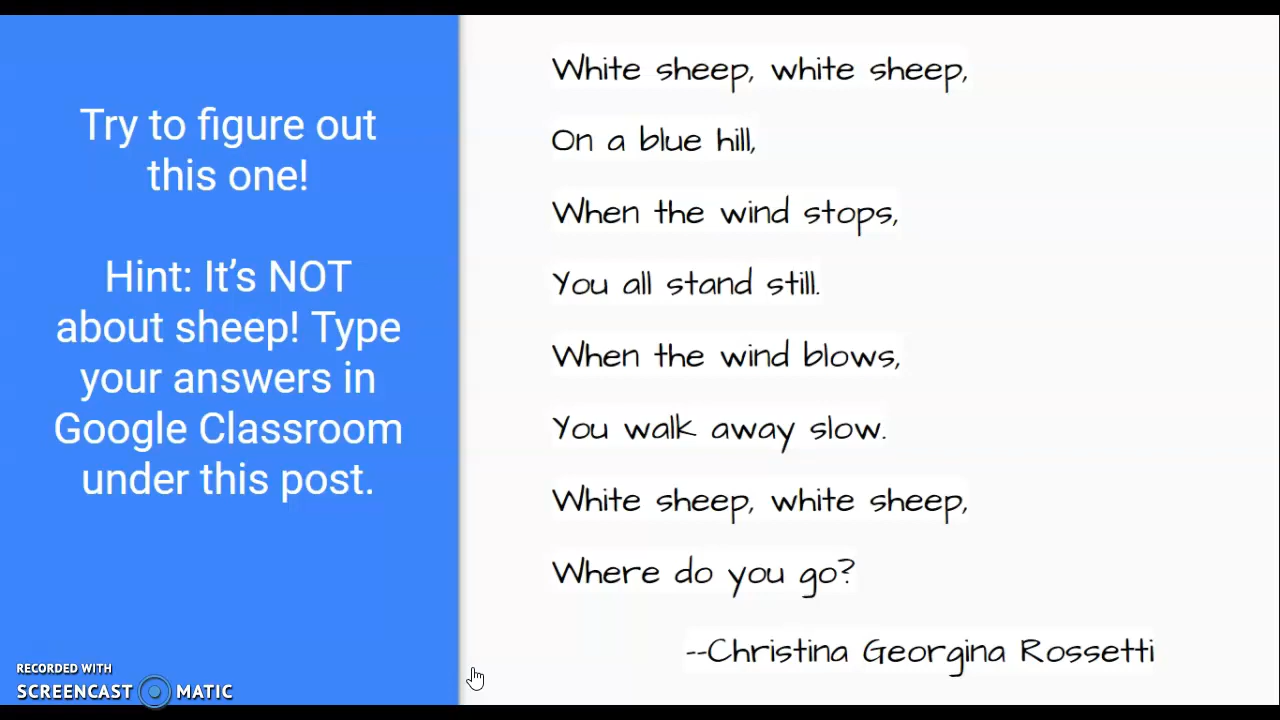 Try to figure out
this one!
Hint: It’s NOT
about sheep! Type
your answers in
Google Classroom
under this post.
White sheep, white sheep,
On a blue hill,
When the wind stops,
You all stand still.
When the wind blows,
You walk away slow.
White sheep, white sheep,
Where do you go?
--Christina Georgina Rossetti
RECORDED WITH
SCREENCAST MATIC